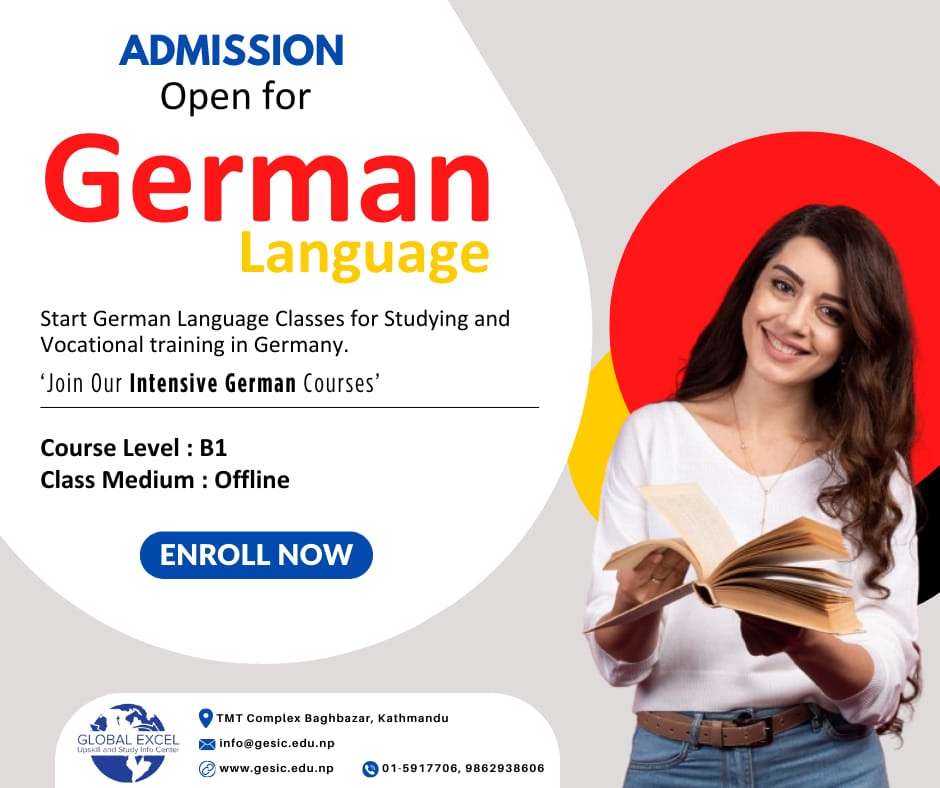 ADMISSION
Open for
German
Language
Start German Language Classes for Studying and
Vocational training in Germany.
‘Join Our Intensive German Courses’
Course Level : B1
Class Medium : Offline
ENROLL NOW
GLOBAL EXCEL
Upskill and Study Info Center
TMT Complex Baghbazar, Kathmandu
info@gesic.edu.np
www.gesic.edu.np
01-5917706, 9862938606